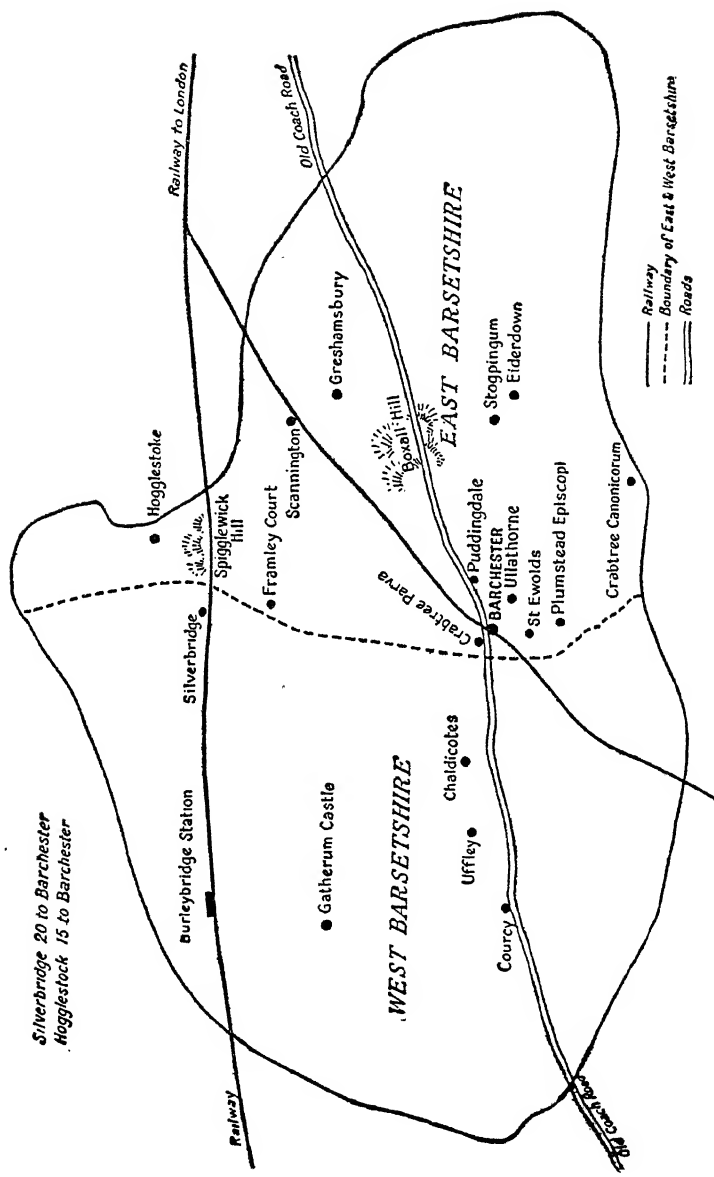 Silverbridge 20 to Barchester
Hogglestock 15 to Barchester
Railway
Burleybridge Station
Silverbridge
Spigglewick
Hill
Hogglestoke
Railway to London
Framley Court
Scannington
Gatherum Castle
Greshamsbury
Old Coach Road
WEST BARSETSHIRE
EAST BARSETSHIRE
Boxall Hill
Crabtree Parva
Puddingdale
BARCHESTER
Ullathorne
St Ewolds
Plumstead Episcopi
Crabtree Canonicorum
Stogpingum
Eiderdown
Chaldicotes
Uffley
Courcy
Old Coach Road
Railway
Boundary of East & West Barsetshire
Roads